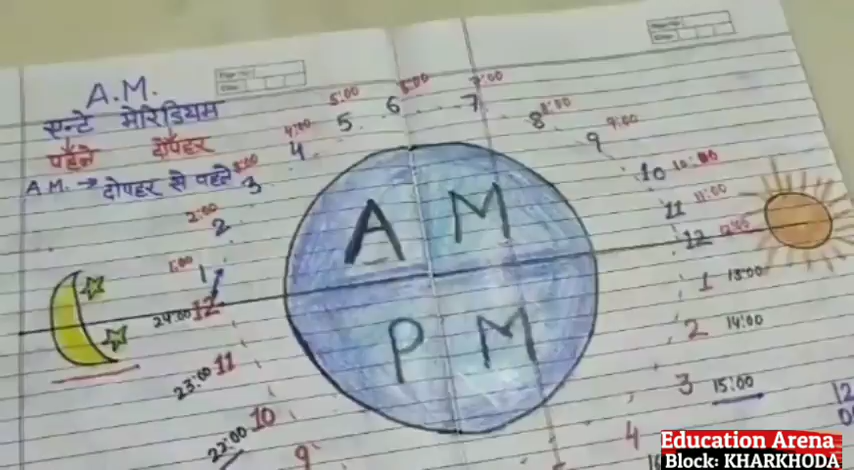 A.M.
एन्टे मेरिडियम
पहले दोपहर
A.M. → दोपहर से पहले
A M
P M
1 1:00
2 2:00
3 3:00
4 4:00
5 5:00
6 6:00
7 7:00
8 8:00
9 9:00
10 10:00
11 11:00
12 12:00
1 13:00
2 14:00
3 15:00
4
9
10 22:00
11 23:00
12 24:00
12
Education Arena
Block: KHARKHODA